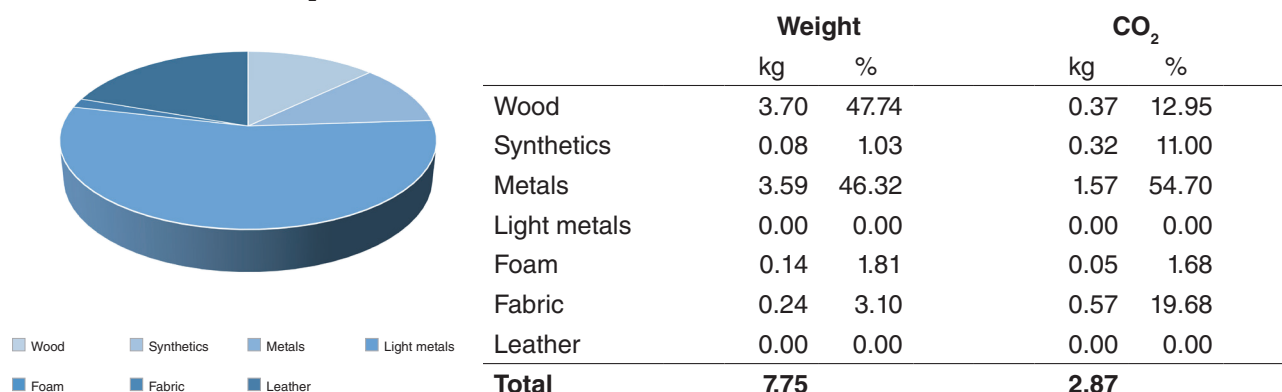 Weight CO2
kg % kg %
Wood 3.70 47.74 0.37 12.95
Synthetics 0.08 1.03 0.32 11.00
Metals 3.59 46.32 1.57 54.70
Light metals 0.00 0.00 0.00 0.00
Foam 0.14 1.81 0.05 1.68
Fabric 0.24 3.10 0.57 19.68
Leather 0.00 0.00 0.00 0.00
Total 7.75 2.87
Wood Synthetics Metals Light metals
Foam Fabric Leather